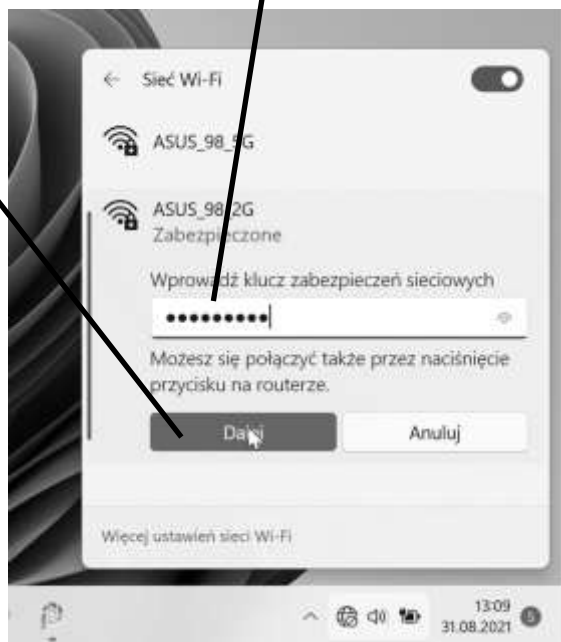 Sieć Wi-Fi
ASUS_98_5G
ASUS_98_2G
Zabezpieczone
Wprowadź klucz zabezpieczeń sieciowych
•••••••••
Możesz się połączyć także przez naciśnięcie
przycisku na routerze.
Dalej
Anuluj
Więcej ustawień sieci Wi-Fi
13:09
31.08.2021